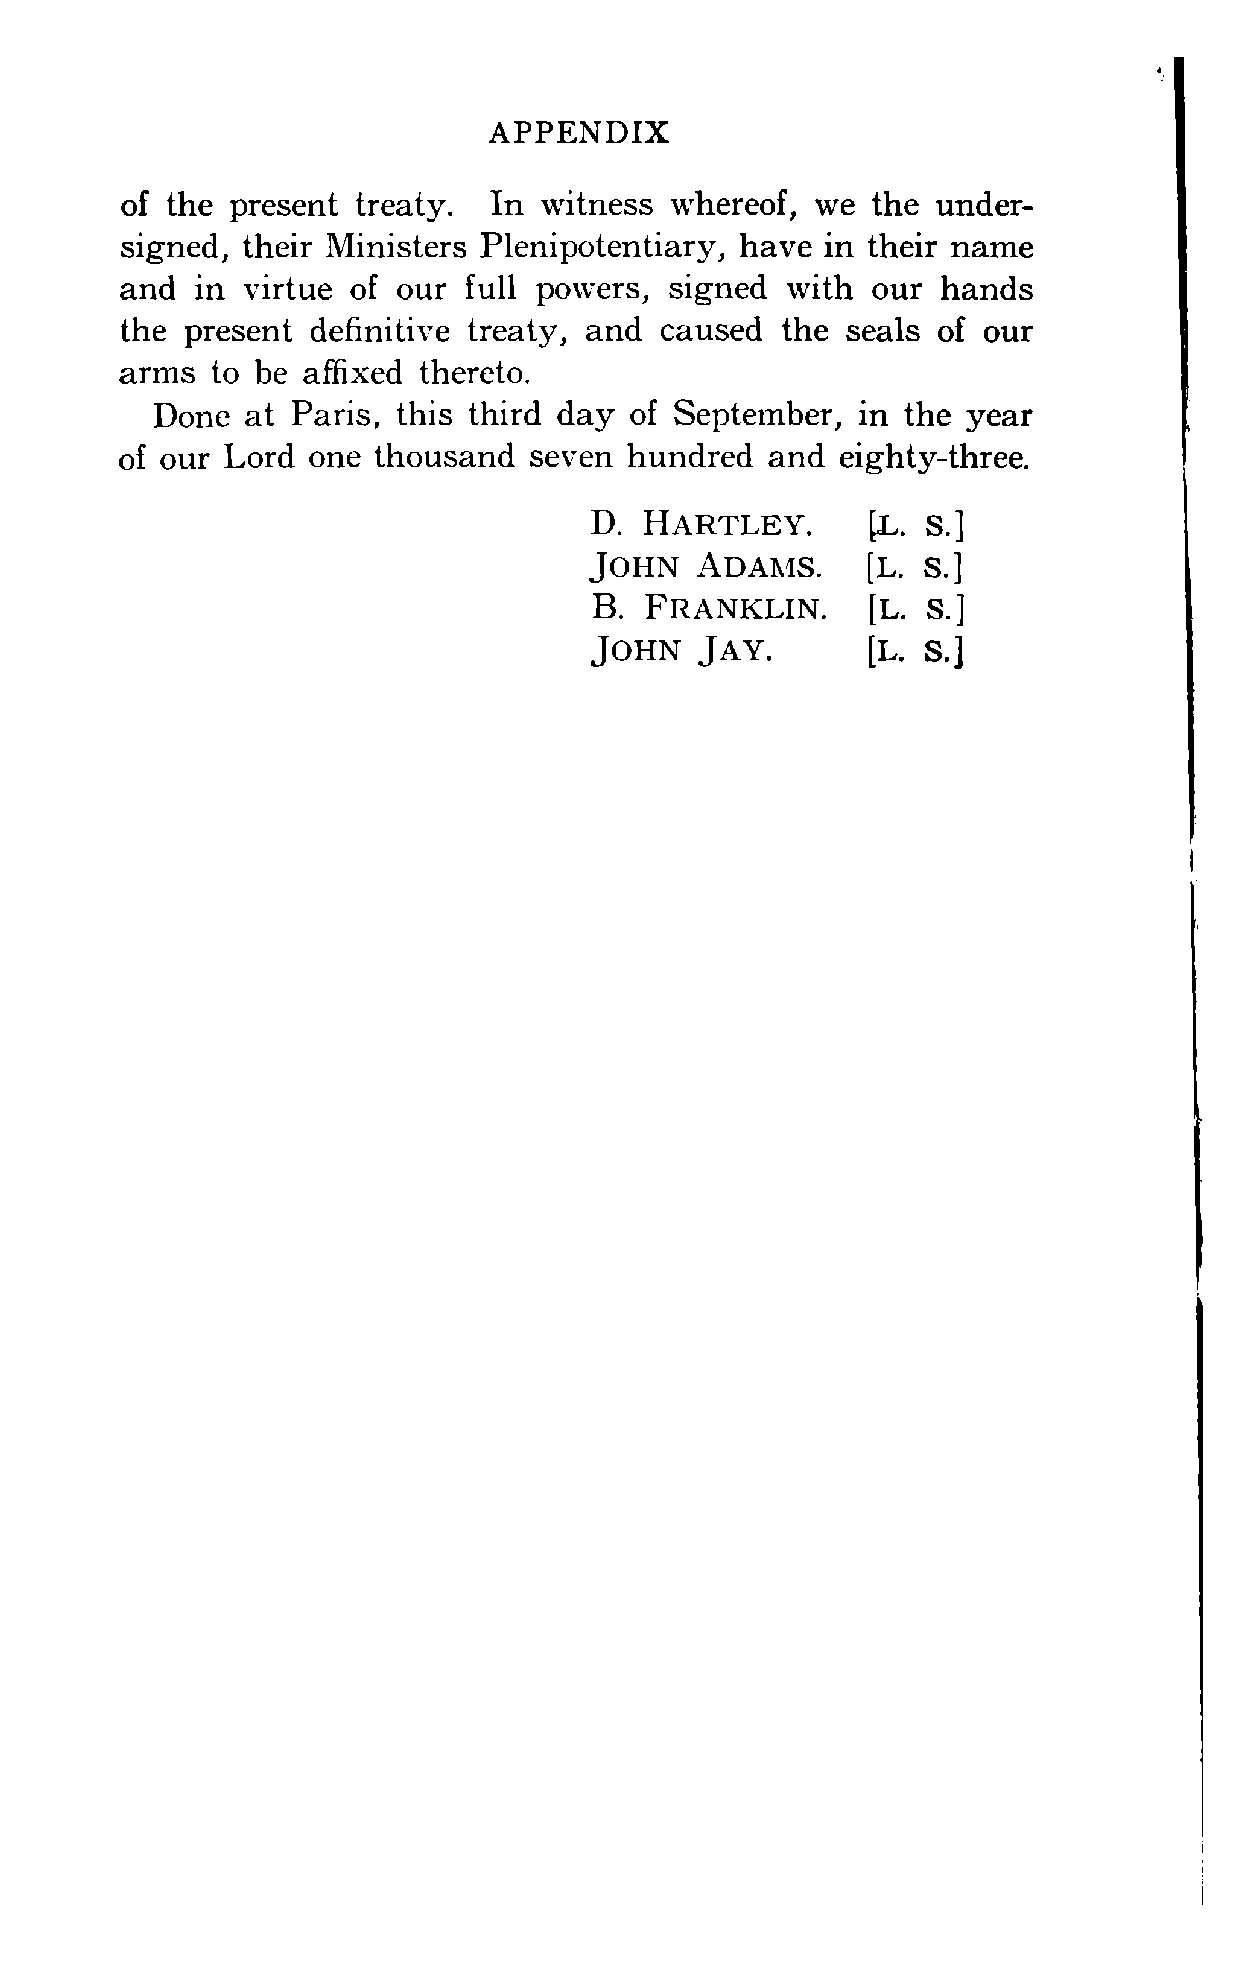 APPENDIX
of the present treaty. In witness whereof, we the under-
signed, their Ministers Plenipotentiary, have in their name
and in virtue of our full powers, signed with our hands
the present definitive treaty, and caused the seals of our
arms to be affixed thereto.
Done at Paris, this third day of September, in the year
of our Lord one thousand seven hundred and eighty-three.
D. HARTLEY. [L. S.]
JOHN ADAMS. [L. S.]
B. FRANKLIN. [L. S.]
JOHN JAY. [L. S.]